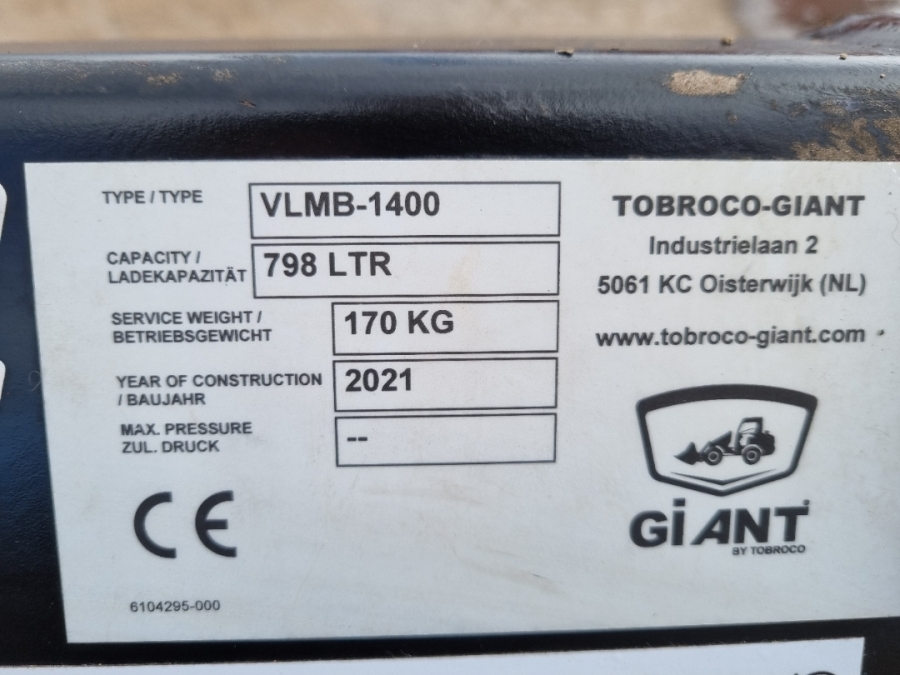 TYPE / TYPE
VLMB-1400
CAPACITY /
LADEKAPAZITÄT
798 LTR
SERVICE WEIGHT /
BETRIEBSGEWICHT
170 KG
YEAR OF CONSTRUCTION
/ BAUJAHR
2021
MAX. PRESSURE
ZUL. DRUCK
--
CE
6104295-000
TOBROCO-GIANT
Industrielaan 2
5061 KC Oisterwijk (NL)
www.tobroco-giant.com
GiANT
BY TOBROCO